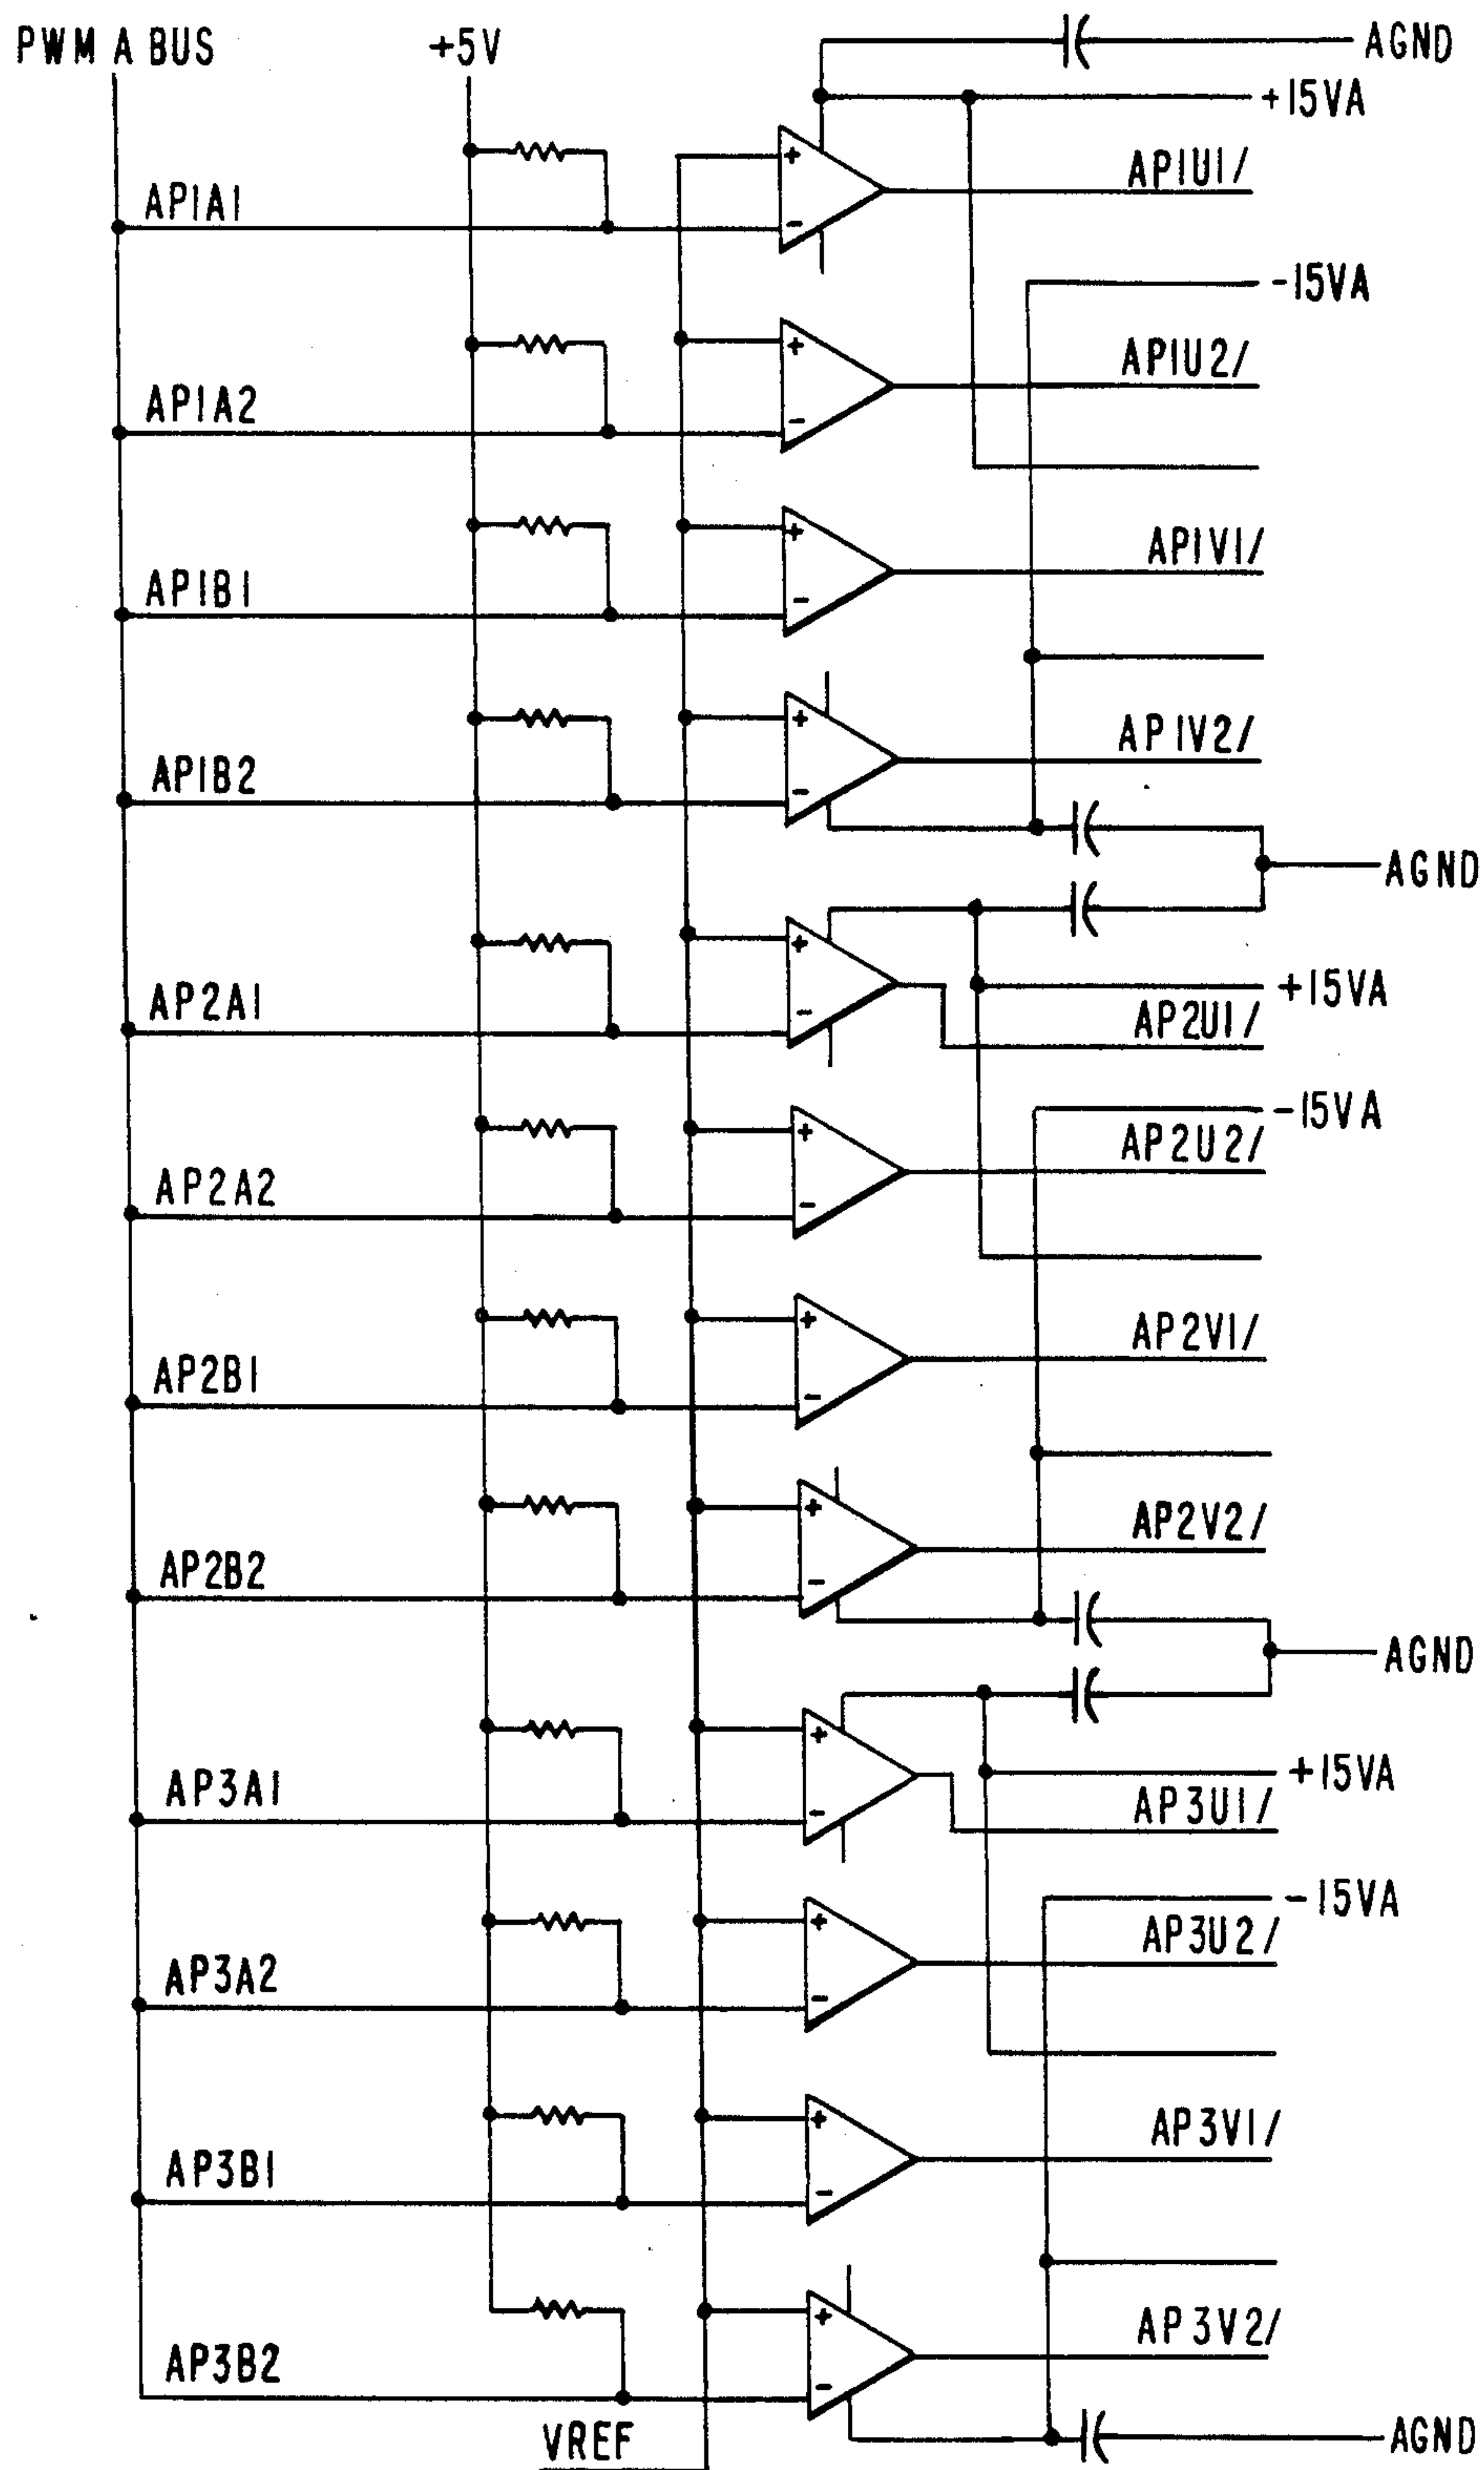 PWM A BUS
+5V
AGND
+15VA
AP1U1/
AP1A1
-15VA
AP1U2/
AP1A2
AP1V1/
AP1B1
AP1V2/
AP1B2
AGND
+15VA
AP2A1
AP2U1/
-15VA
AP2U2/
AP2A2
AP2V1/
AP2B1
AP2V2/
AP2B2
AGND
+15VA
AP3A1
AP3U1/
-15VA
AP3U2/
AP3A2
AP3V1/
AP3B1
AP3V2/
AP3B2
AGND
VREF